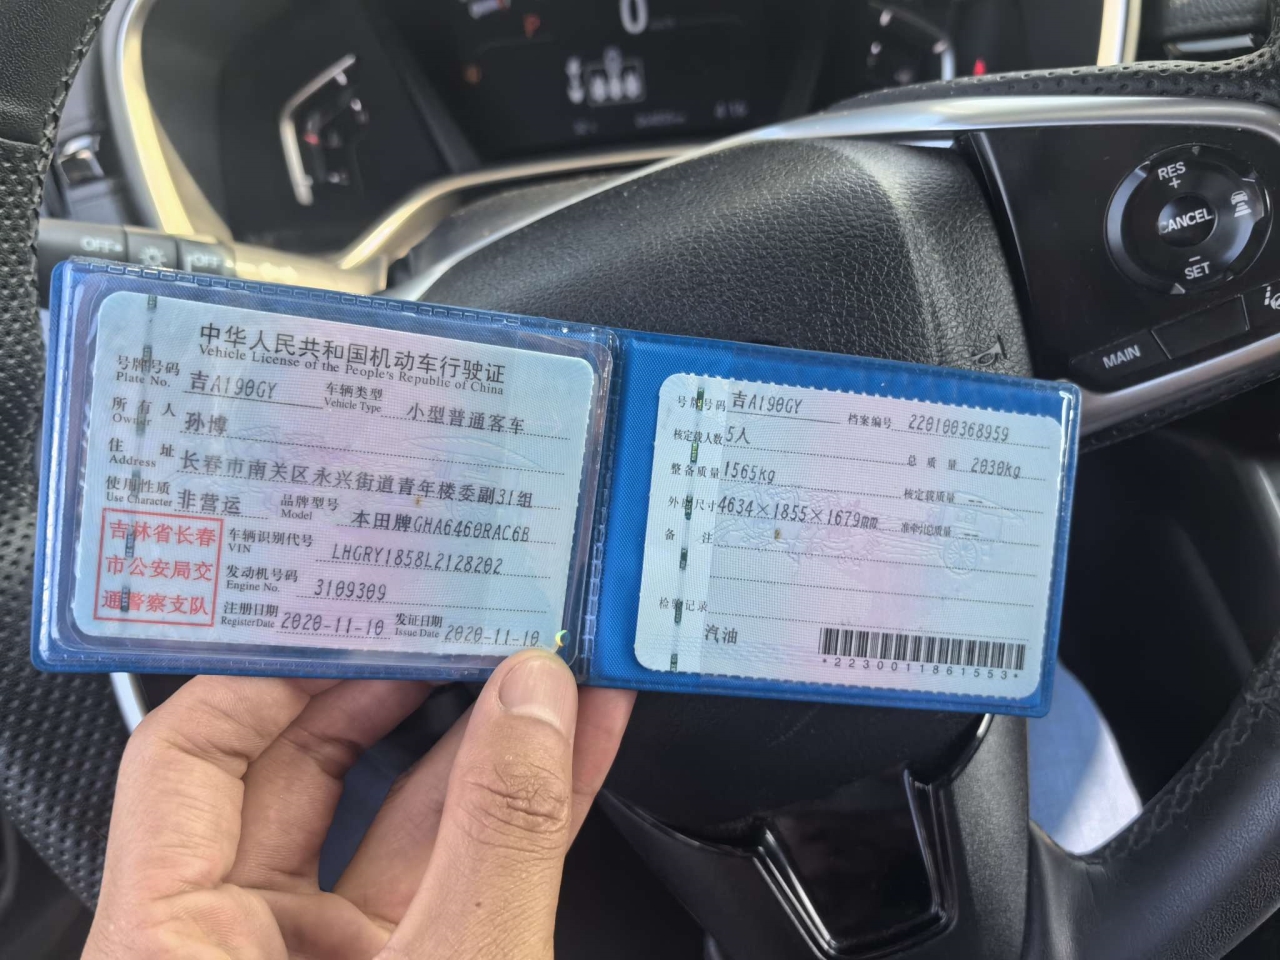 0
RES
+
CANCEL
−
SET
MAIN
OFF
OFF
中华人民共和国机动车行驶证
Vehicle License of the People's Republic of China
号牌号码 吉A190GY 车辆类型 小型普通客车
Plate No. Vehicle Type
所有人 孙博
Owner
住址 长春市南关区永兴街道青年楼委副31组
Address
使用性质 非营运 品牌型号 本田牌GHA6460RAC6B
Use Character Model
吉林省长春
市公安局交
通警察支队
车辆识别代号 LHGRY1858L2128202
VIN
发动机号码 3109309
Engine No.
注册日期 2020-11-10 发证日期 2020-11-10
Register Date Issue Date
号牌号码 吉A190GY 档案编号 220100368959
核定载人数 5人 总质量 2030kg
整备质量 1565kg 核定载质量 --
外廓尺寸 4634×1855×1679mm 准牵引总质量 --
备注
检验记录
汽油
*2230011861553*